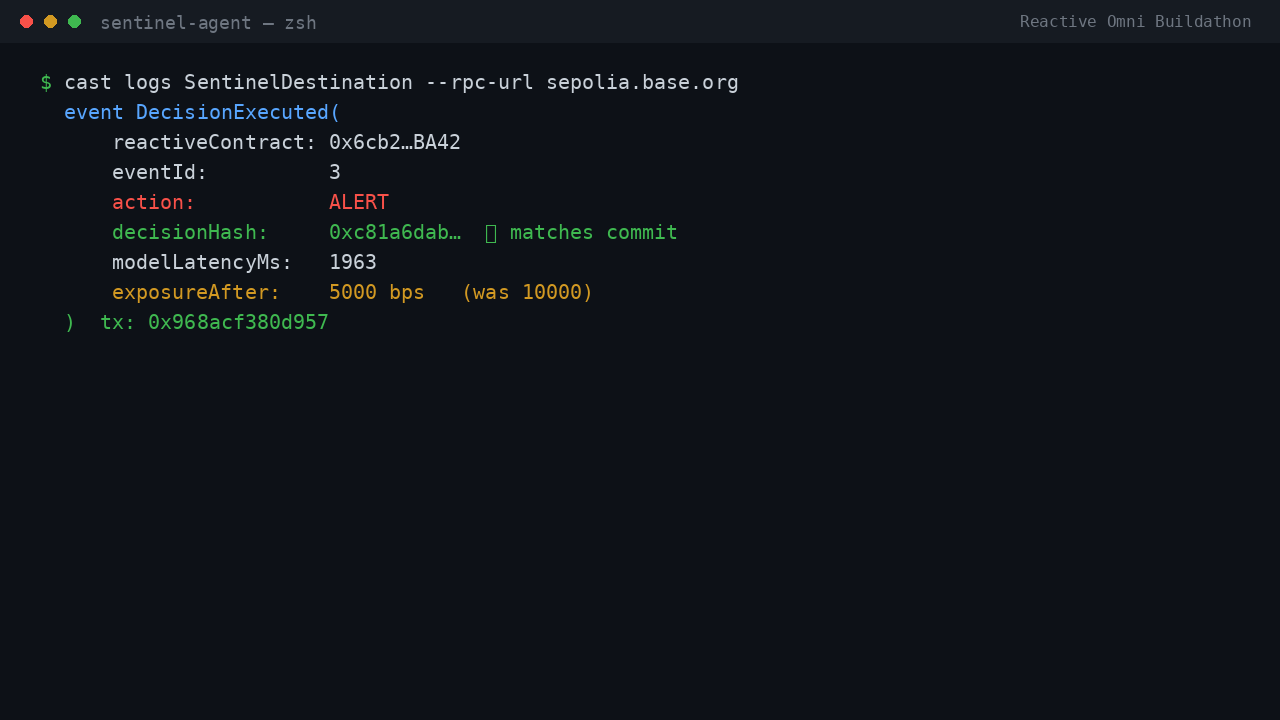 sentinel-agent — zsh
Reactive Omni Buildathon
$ cast logs SentinelDestination --rpc-url sepolia.base.org
event DecisionExecuted(
reactiveContract: 0x6cb2…BA42
eventId: 3
action: ALERT
decisionHash: 0xc81a6dab… ▯ matches commit
modelLatencyMs: 1963
exposureAfter: 5000 bps (was 10000)
) tx: 0x968acf380d957